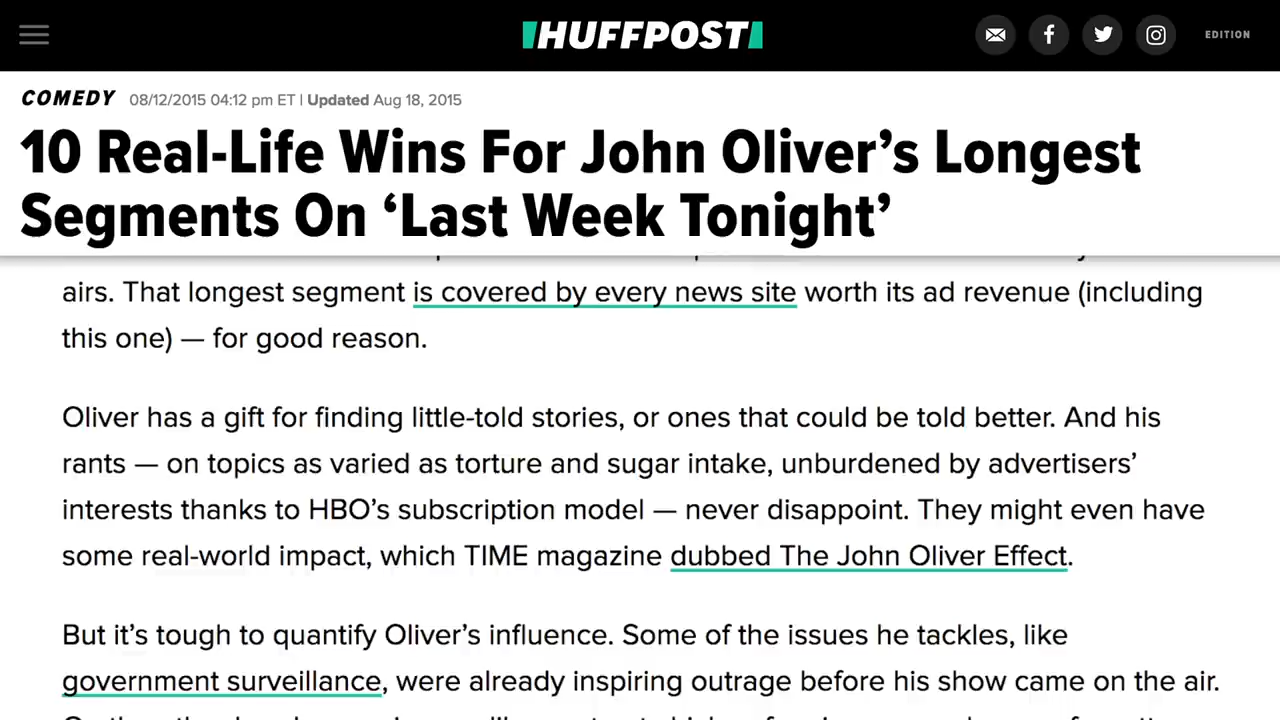 HUFFPOST
EDITION
COMEDY 08/12/2015 04:12 pm ET | Updated Aug 18, 2015
10 Real-Life Wins For John Oliver’s Longest
Segments On ‘Last Week Tonight’
airs. That longest segment is covered by every news site worth its ad revenue (including
this one) — for good reason.
Oliver has a gift for finding little-told stories, or ones that could be told better. And his
rants — on topics as varied as torture and sugar intake, unburdened by advertisers’
interests thanks to HBO’s subscription model — never disappoint. They might even have
some real-world impact, which TIME magazine dubbed The John Oliver Effect.
But it’s tough to quantify Oliver’s influence. Some of the issues he tackles, like
government surveillance, were already inspiring outrage before his show came on the air.